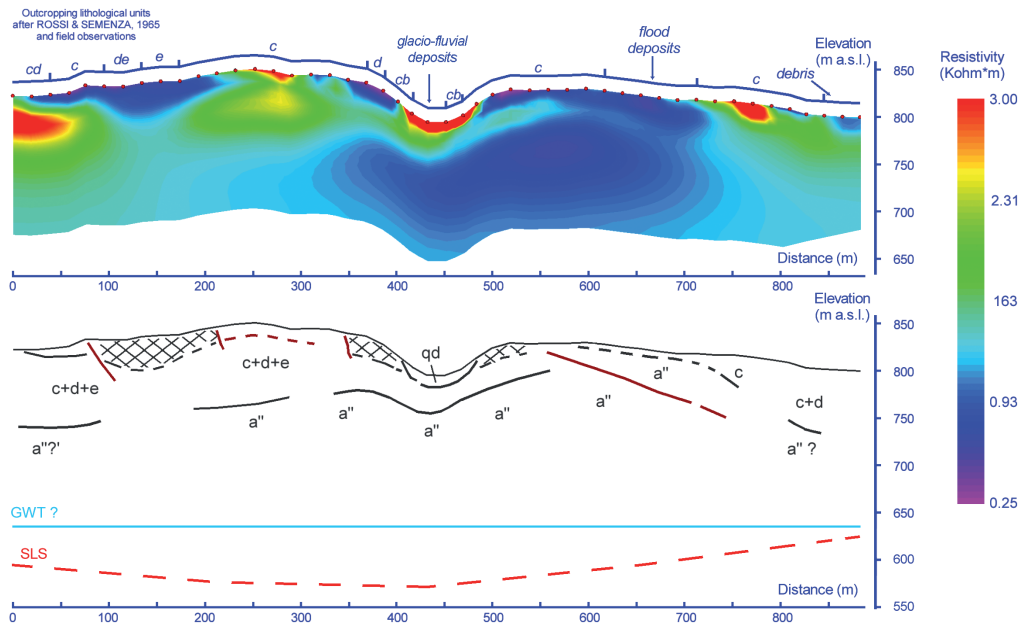 Outcropping lithological units
after ROSSI & SEMENZA, 1965
and field observations
cd
c
de
e
c
d
cb
glacio-fluvial
deposits
cb
c
flood
deposits
c
debris
Elevation
(m a.s.l.)
850
800
750
700
650
Distance (m)
0 100 200 300 400 500 600 700 800
Resistivity
(Kohm*m)
3.00
2.31
163
0.93
0.25
Elevation
(m a.s.l.)
850
800
750
700
650
600
550
c+d+e
c+d+e
qd
a"
c
c+d
a"?'
a"
a"
a"
a"
a"
a" ?
GWT ?
SLS
Distance (m)
0 100 200 300 400 500 600 700 800